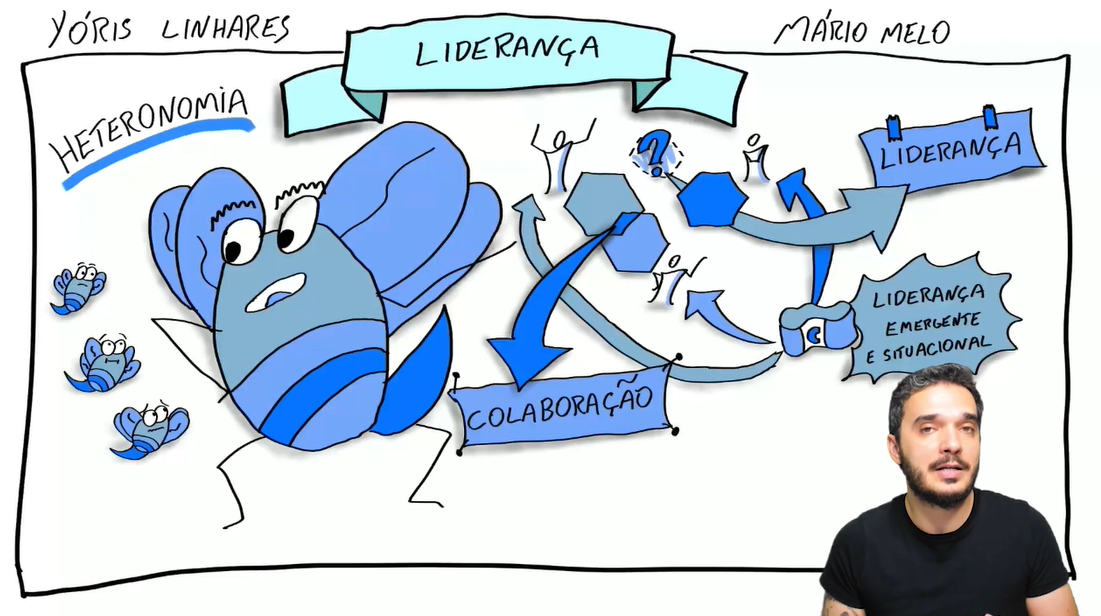 YÓRIS LINHARES
MÁRIO MELO
LIDERANÇA
HETERONOMIA
?
LIDERANÇA
LIDERANÇA
EMERGENTE
E SITUACIONAL
COLABORAÇÃO